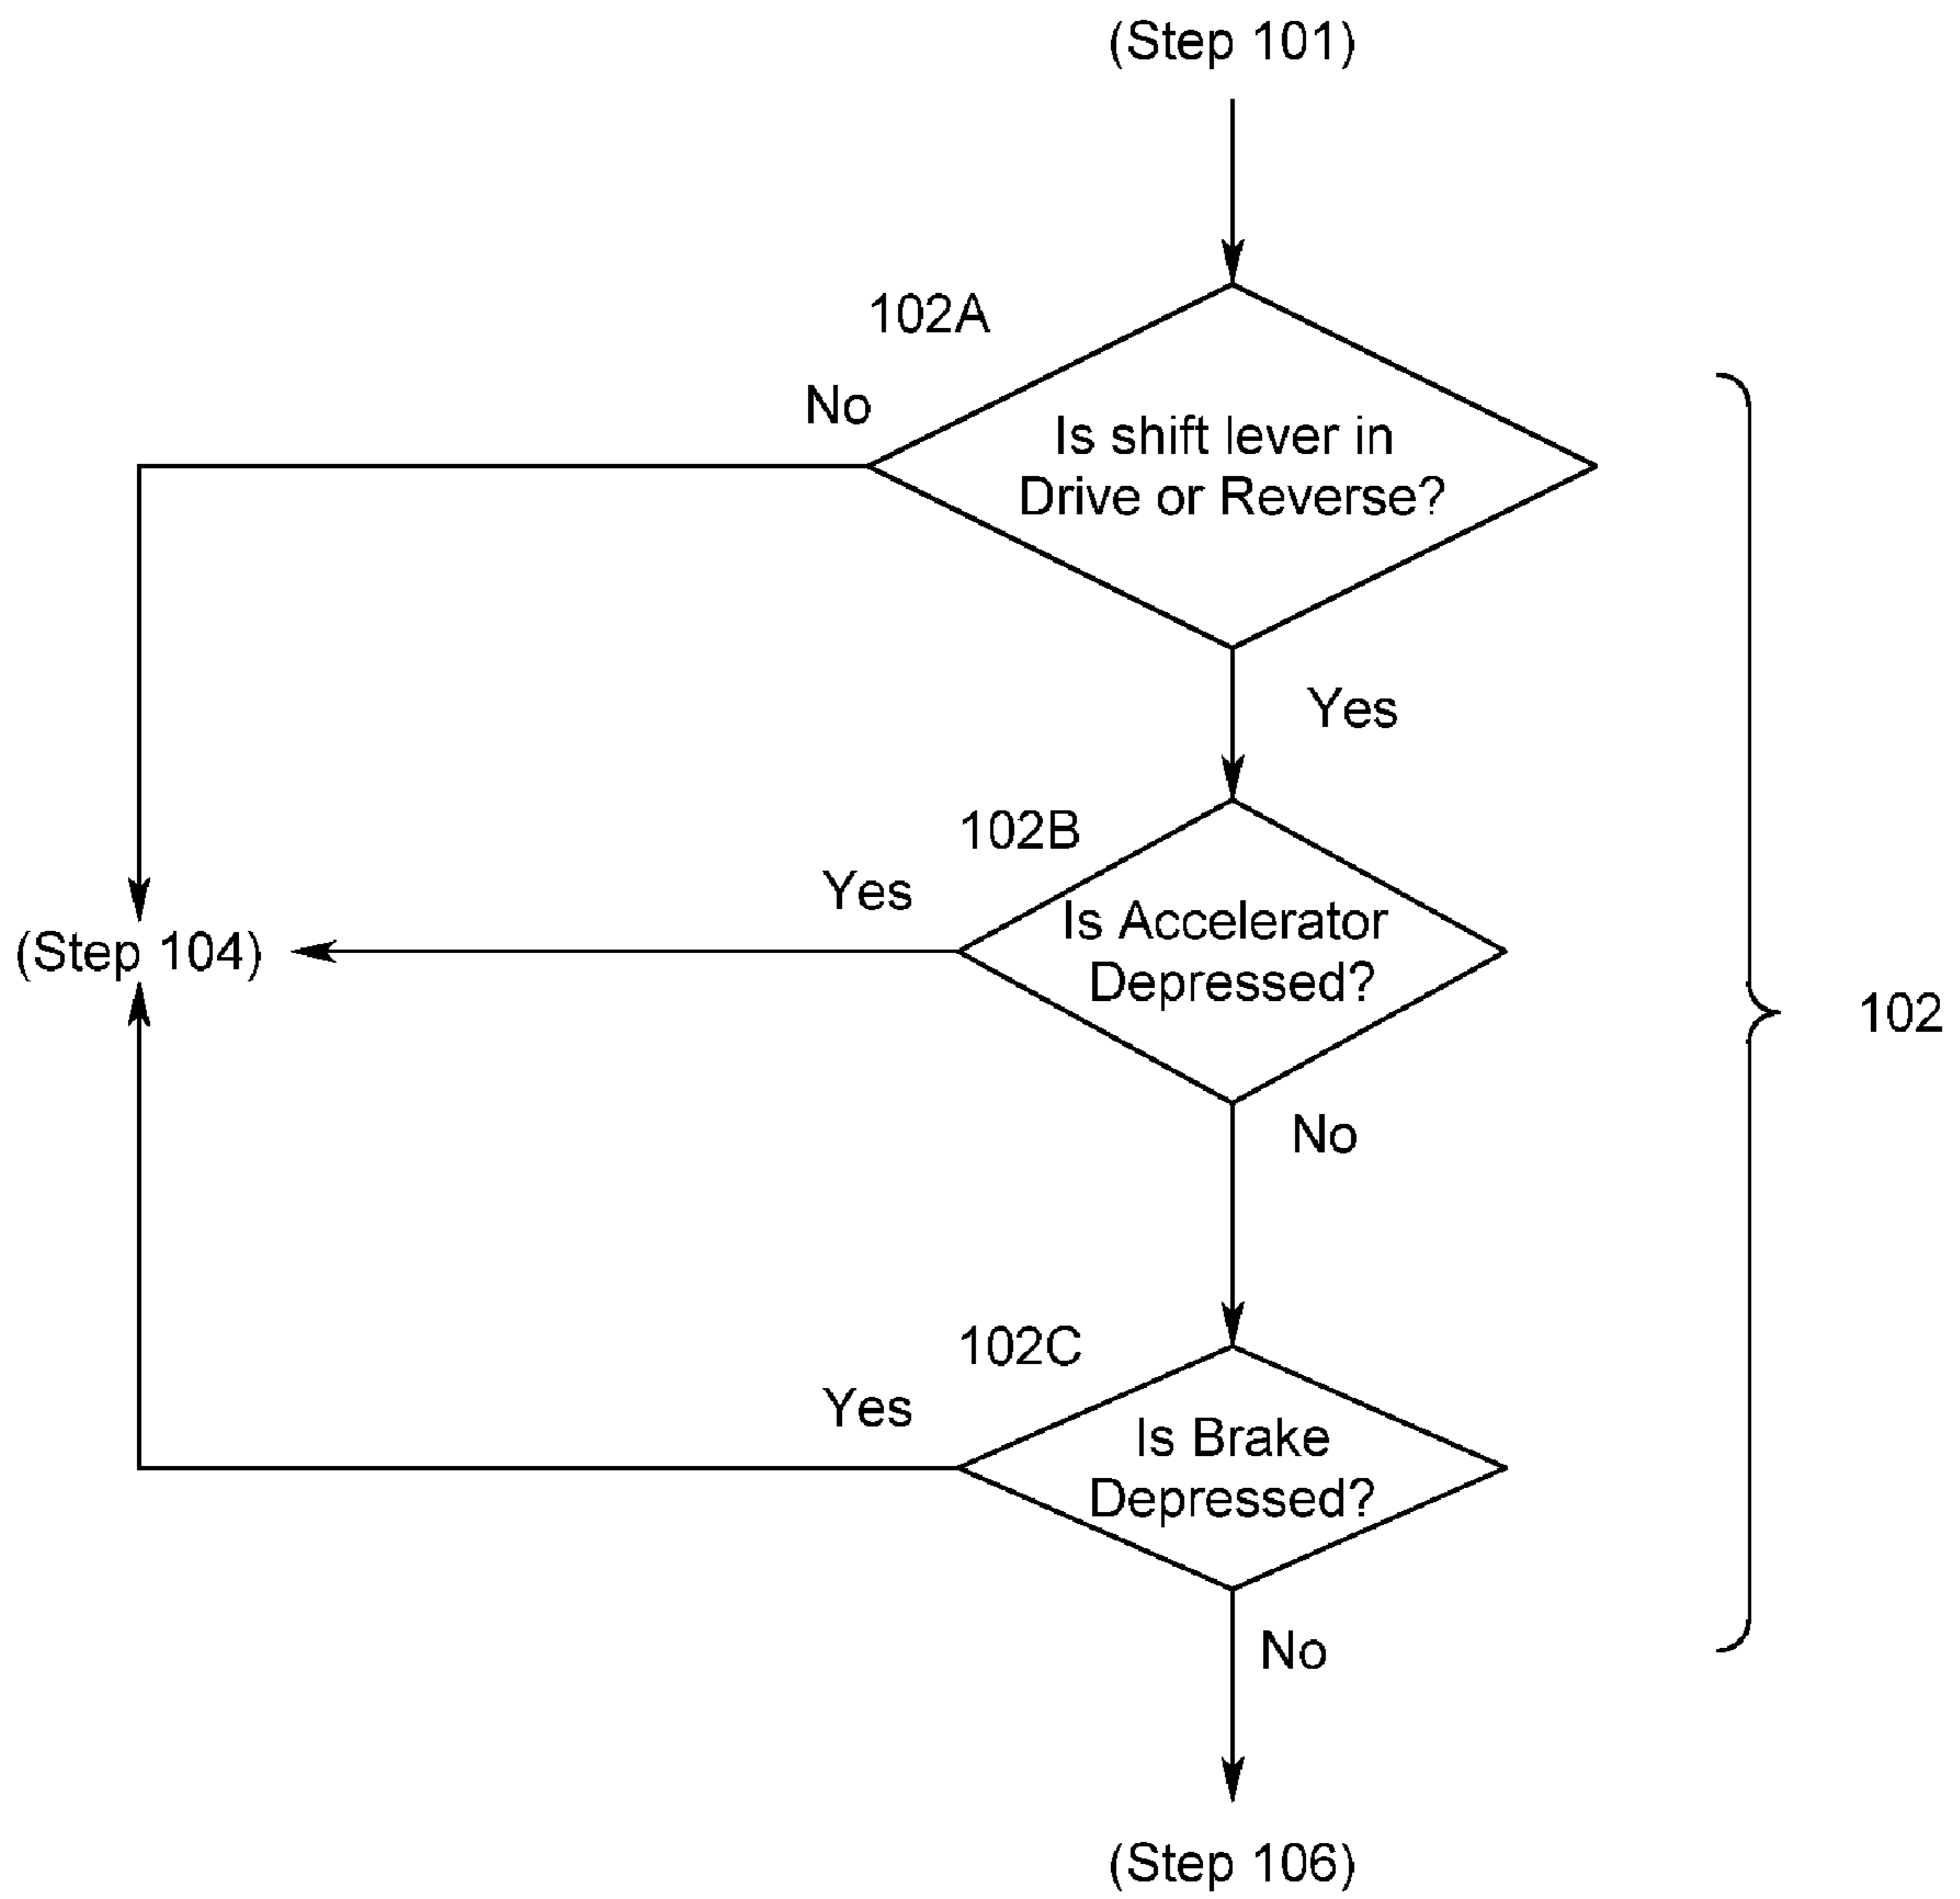 (Step 101)
102A
No
Is shift lever in
Drive or Reverse?
Yes
102B
Yes
Is Accelerator
Depressed?
(Step 104)
102
No
102C
Yes
Is Brake
Depressed?
No
(Step 106)